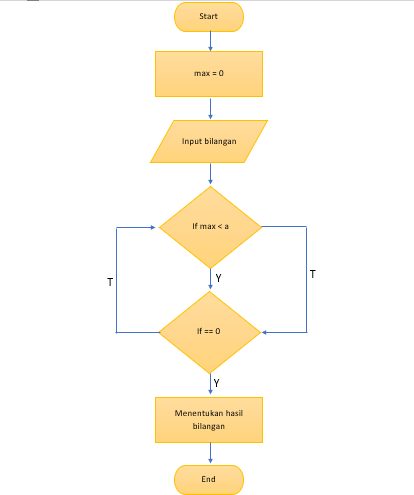 Start
max = 0
Input bilangan
If max < a
Y
T
T
If == 0
Y
Menentukan hasil
bilangan
End